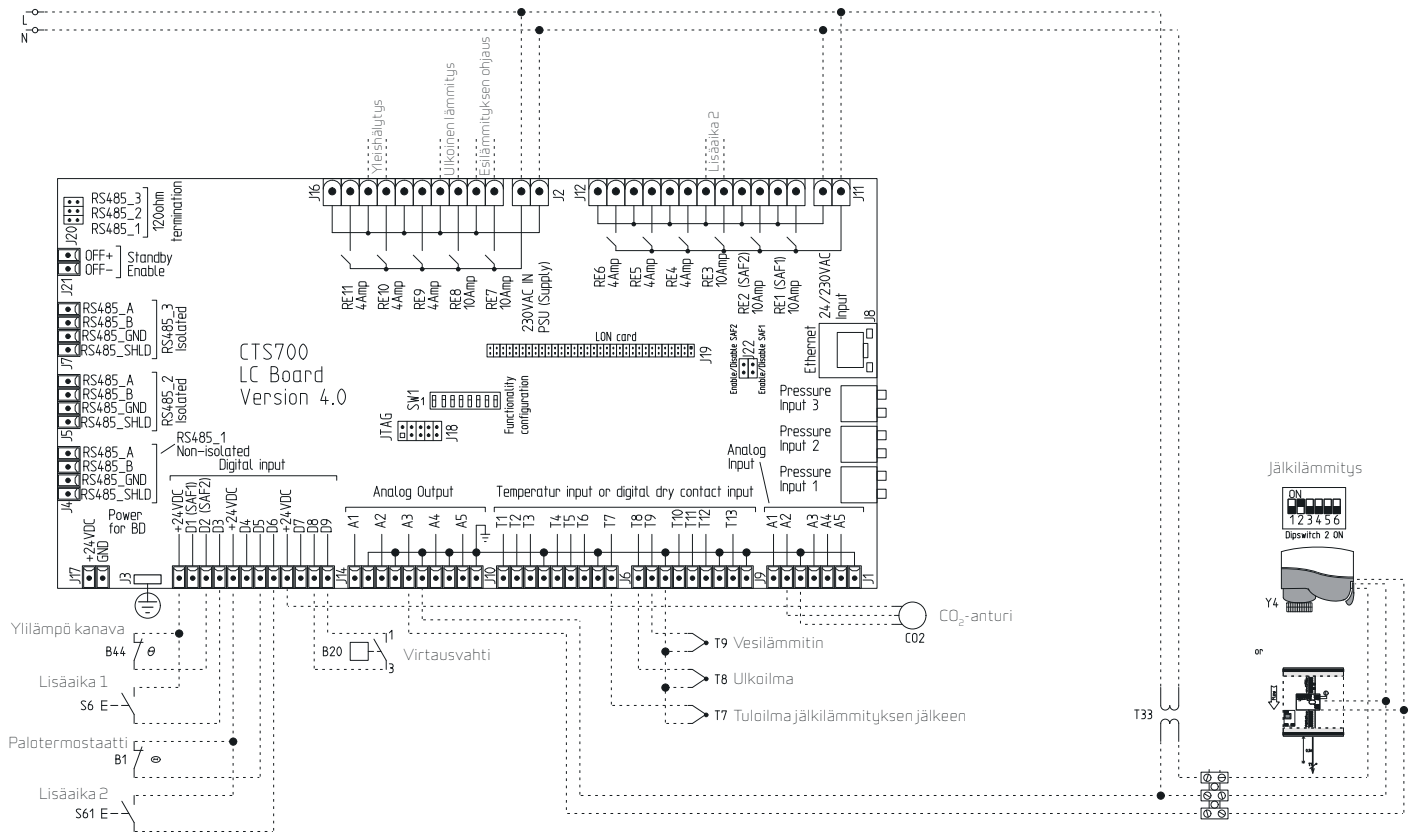 L
N
Yleishälytys
Ulkoinen lämmitys
Esilämmityksen ohjaus
Lisäaika 2
J16
J2
J12
J11
RS485_3
RS485_2
RS485_1
120ohm
termination
J20
OFF+
OFF-
Standby
Enable
J21
RE11
4Amp
RE10
4Amp
RE9
4Amp
RE8
10Amp
RE7
10Amp
230VAC IN
PSU (Supply)
RE6
4Amp
RE5
4Amp
RE4
4Amp
RE3
10Amp
RE2 (SAF2)
10Amp
RE1 (SAF1)
10Amp
24/230VAC
Input
RS485_A
RS485_B
RS485_GND
RS485_SHLD
RS485_3
Isolated
J7
LON card
J19
Enable/Disable SAF2
J22
Enable/Disable SAF1
Ethernet
J8
CTS700
LC Board
Version 4.0
RS485_A
RS485_B
RS485_GND
RS485_SHLD
RS485_2
Isolated
J5
SW1
1
Functionality
configuration
JTAG
J18
Pressure
Input 3
Pressure
Input 2
Pressure
Input 1
RS485_A
RS485_B
RS485_GND
RS485_SHLD
RS485_1
Non-isolated
J4
Digital input
Analog Output
Temperatur input or digital dry contact input
Analog
Input
Power
for BD
+24VDC
GND
+24VDC
D1 (SAF1)
D2 (SAF2)
D3
+24VDC
D4
D5
D6
+24VDC
D7
D8
D9
A1
A2
A3
A4
A5
T1
T2
T3
T4
T5
T6
T7
T8
T9
T10
T11
T12
T13
A1
A2
A3
A4
A5
J17
J3
J14
J10
J6
J9
J1
Jälkilämmitys
ON
1 2 3 4 5 6
Dipswitch 2 ON
Y4
or
Ylilämpö kanava
B44
Θ
Lisäaika 1
S6 E
Palotermostaatti
B1
Θ
Lisäaika 2
S61 E
B20
1
3
Virtausvahti
CO2
CO₂-anturi
T9 Vesilämmitin
T8 Ulkoilma
T7 Tuloilma jälkilämmityksen jälkeen
T33